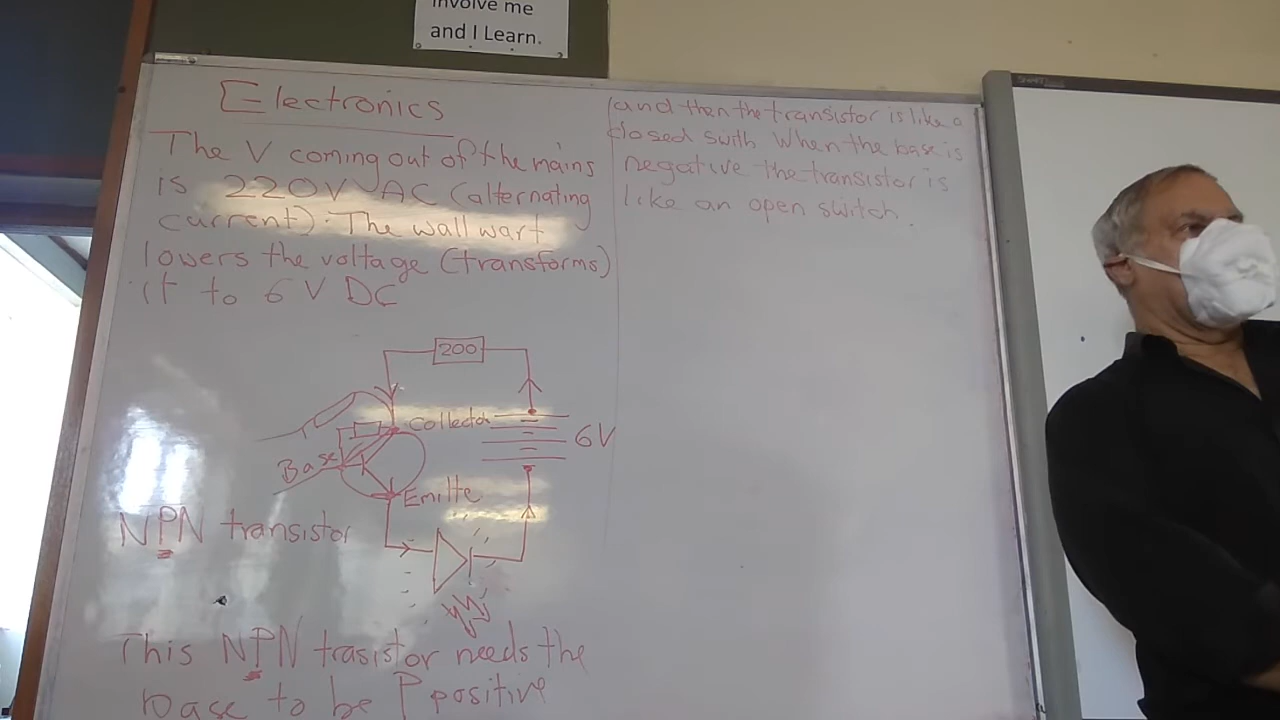 involve me
and I Learn.
Electronics
The V coming out of the mains
is 220V AC (alternating
current). The wall wart
lowers the voltage (transforms)
it to 6 V DC
200
Collector
6V
Base
Emitte
NPN transistor
This NPN trasistor needs the
base to be P positive
(and then the transistor is like a
closed swith When the base is
negative the transistor is
like an open switch.